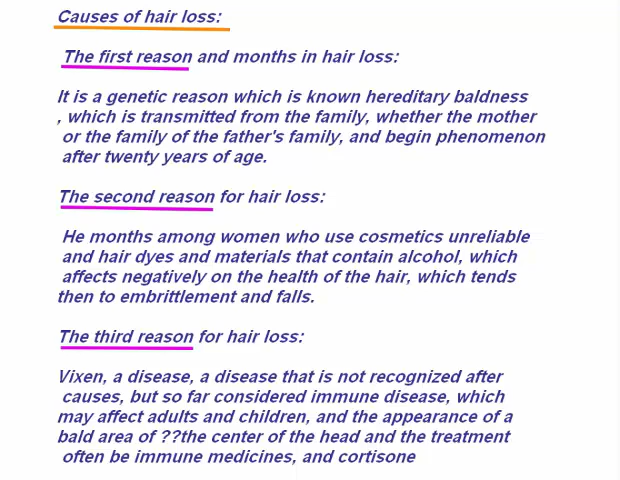 Causes of hair loss:
The first reason and months in hair loss:
It is a genetic reason which is known hereditary baldness
, which is transmitted from the family, whether the mother
or the family of the father's family, and begin phenomenon
after twenty years of age.
The second reason for hair loss:
He months among women who use cosmetics unreliable
and hair dyes and materials that contain alcohol, which
affects negatively on the health of the hair, which tends
then to embrittlement and falls.
The third reason for hair loss:
Vixen, a disease, a disease that is not recognized after
causes, but so far considered immune disease, which
may affect adults and children, and the appearance of a
bald area of ??the center of the head and the treatment
often be immune medicines, and cortisone